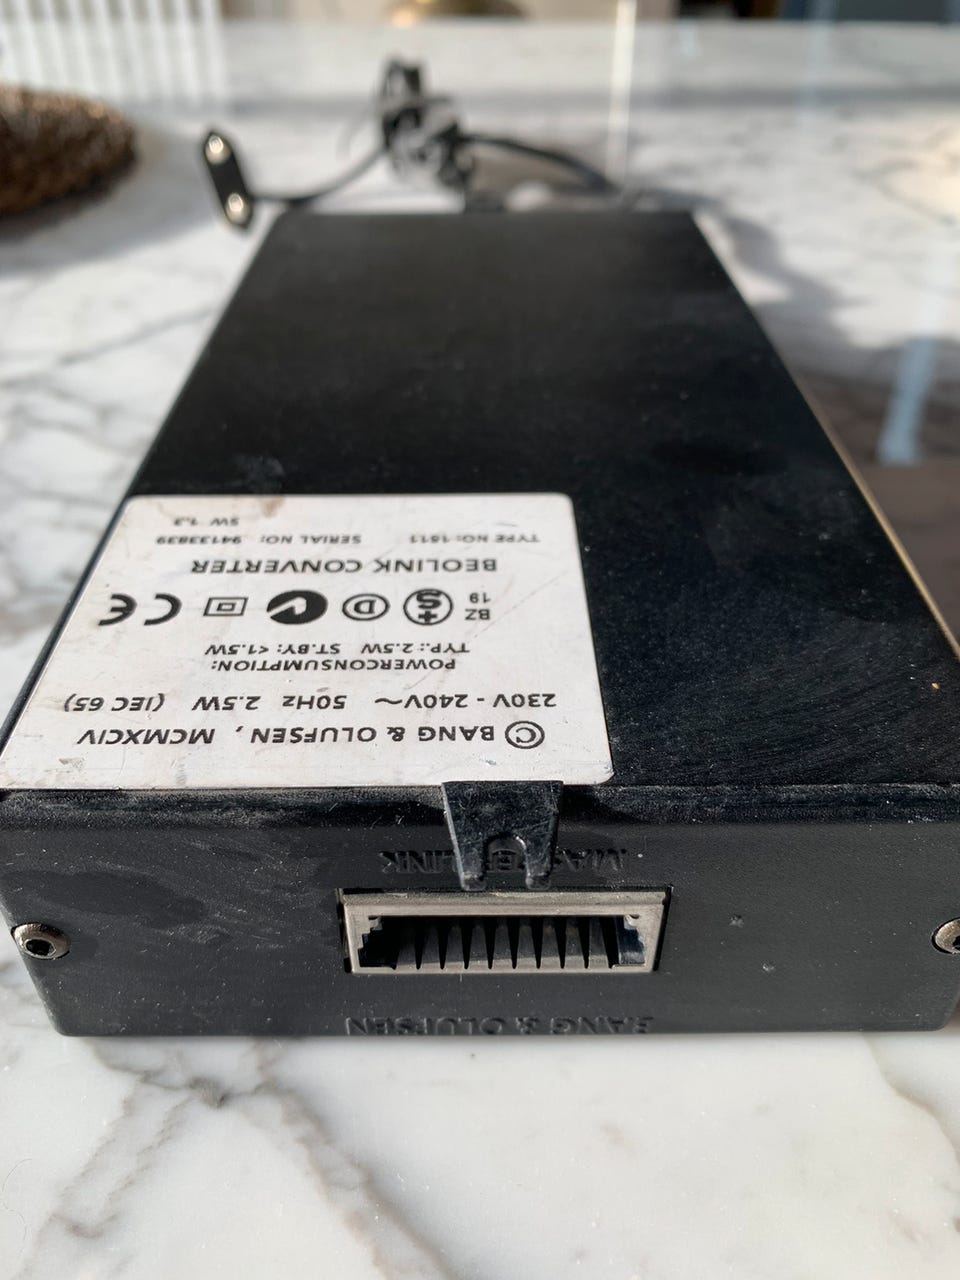 © BANG & OLUFSEN, MCMXCIV
230V - 240V ~ 50Hz 2.5W (IEC 65)
POWERCONSUMPTION:
TYP.: 2.5W ST.BY: <1.5W
BZ
19
S
D
CE
BEOLINK CONVERTER
TYPE NO: 1611 SERIAL NO: 94133839
SW 1.3
BANG & OLUFSEN
MASTER LINK